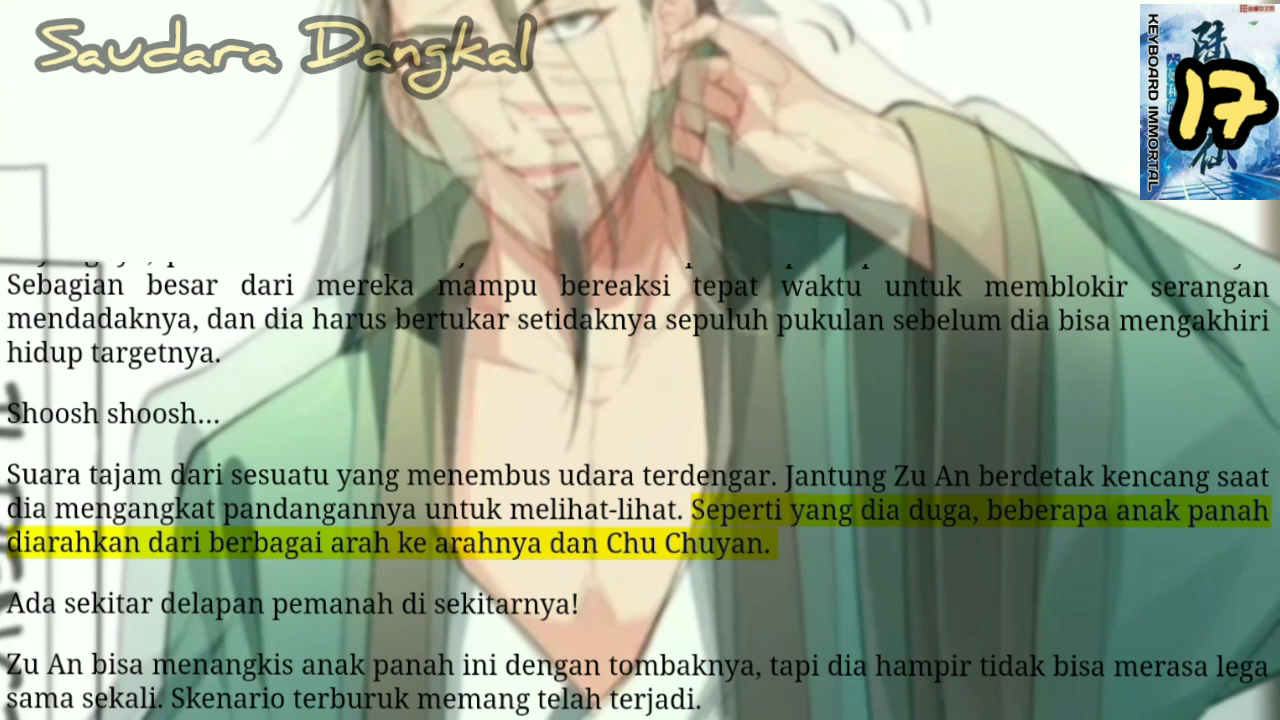 Saudara Dangkal
KEYBOARD IMMORTAL
17
Sebagian besar dari mereka mampu bereaksi tepat waktu untuk memblokir serangan
mendadaknya, dan dia harus bertukar setidaknya sepuluh pukulan sebelum dia bisa mengakhiri
hidup targetnya.
Shoosh shoosh...
Suara tajam dari sesuatu yang menembus udara terdengar. Jantung Zu An berdetak kencang saat
dia mengangkat pandangannya untuk melihat-lihat. Seperti yang dia duga, beberapa anak panah
diarahkan dari berbagai arah ke arahnya dan Chu Chuyan.
Ada sekitar delapan pemanah di sekitarnya!
Zu An bisa menangkis anak panah ini dengan tombaknya, tapi dia hampir tidak bisa merasa lega
sama sekali. Skenario terburuk memang telah terjadi.